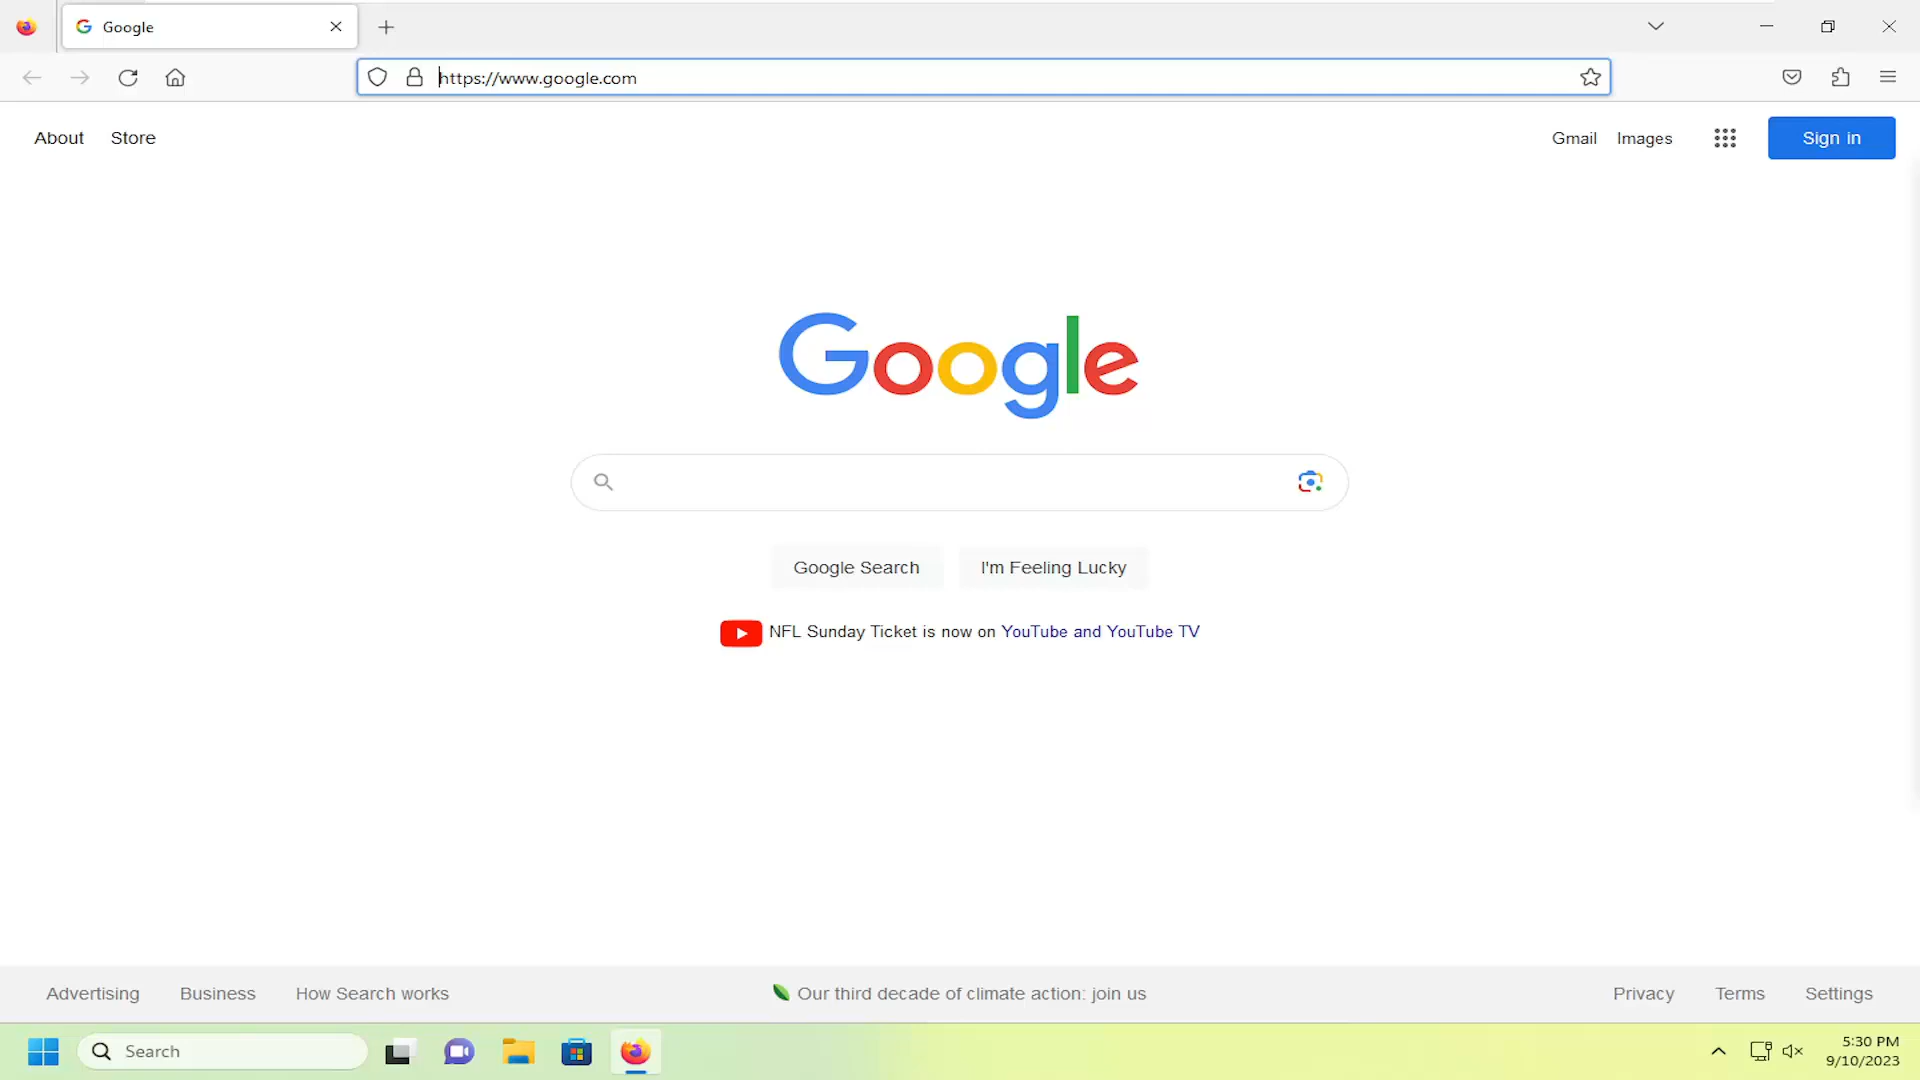 Google
https://www.google.com
About Store Gmail Images Sign in
Google
Google Search I'm Feeling Lucky
NFL Sunday Ticket is now on YouTube and YouTube TV
Advertising Business How Search works Our third decade of climate action: join us Privacy Terms Settings
Search
5:30 PM
9/10/2023